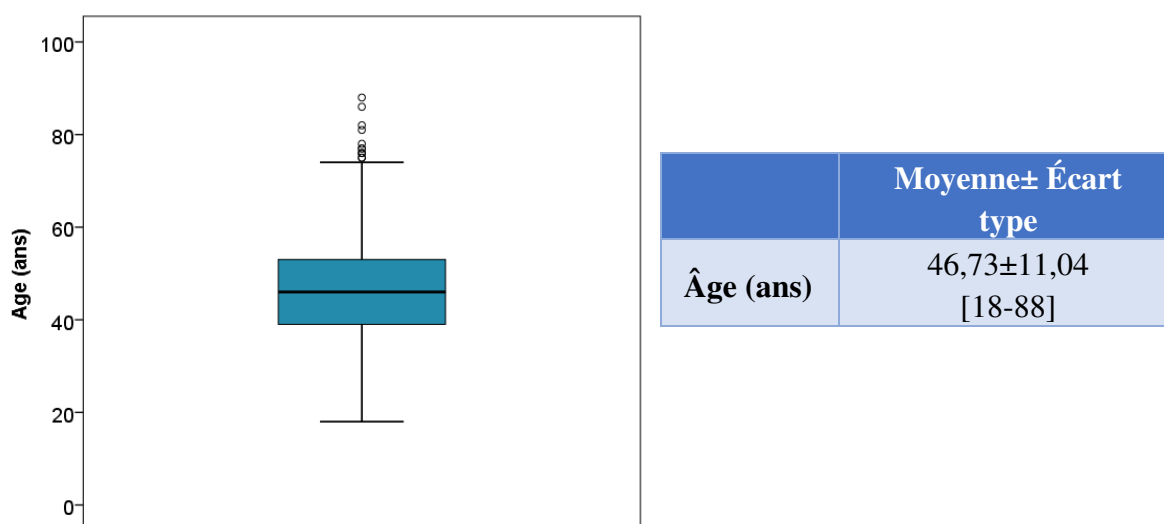 100
80
60
40
20
0
Age (ans)
Moyenne± Écart
type
Âge (ans)
46,73±11,04
[18-88]